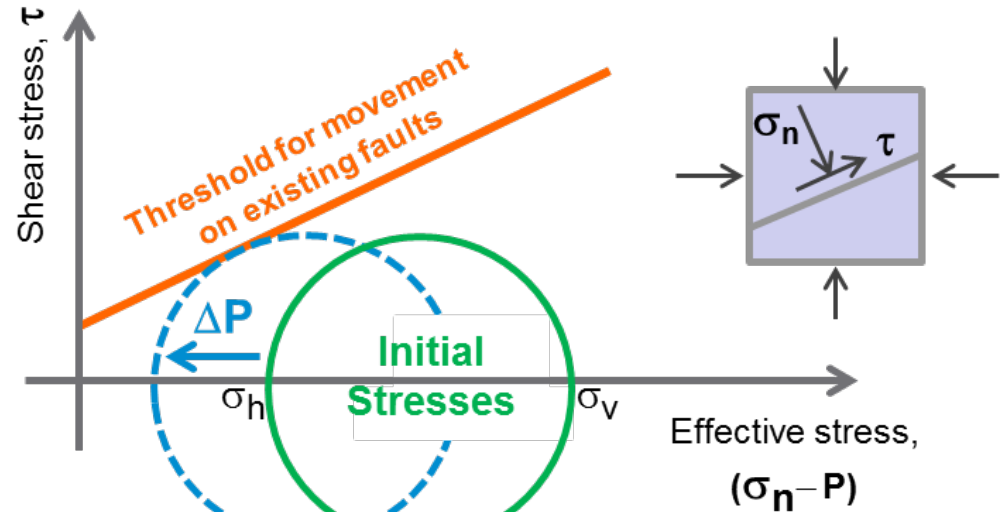 Shear stress, τ
Threshold for movement
on existing faults
ΔP
Initial
Stresses
σh
σv
Effective stress,
(σn – P)
σn
τ